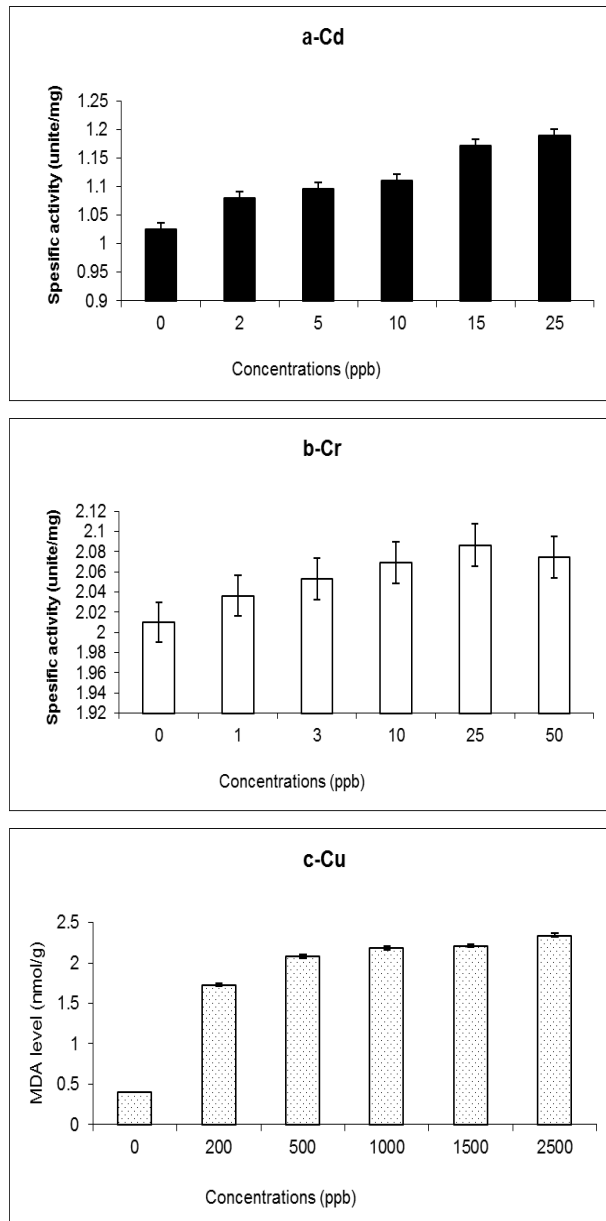 a-Cd
Spesific activity (unite/mg)
1.25
1.2
1.15
1.1
1.05
1
0.95
0.9
0 2 5 10 15 25
Concentrations (ppb)
b-Cr
Spesific activity (unite/mg)
2.12
2.1
2.08
2.06
2.04
2.02
2
1.98
1.96
1.94
1.92
0 1 3 10 25 50
Concentrations (ppb)
c-Cu
MDA level (nmol/g)
2.5
2
1.5
1
0.5
0
0 200 500 1000 1500 2500
Concentrations (ppb)